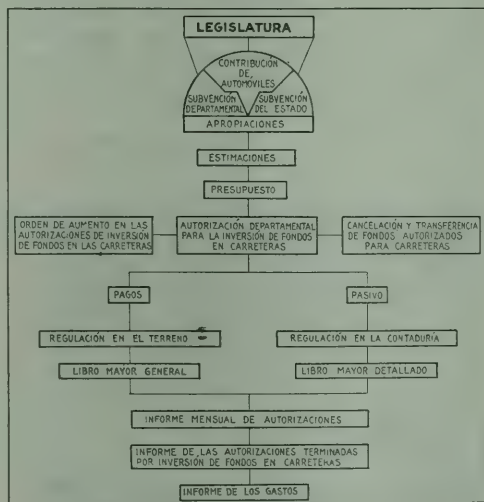 LEGISLATURA
CONTRIBUCIÓN
DE
AUTOMÓVILES
SUBVENCIÓN
DEPARTAMENTAL
SUBVENCIÓN
DEL ESTADO
APROPIACIONES
ESTIMACIONES
PRESUPUESTO
ORDEN DE AUMENTO EN LAS
AUTORIZACIONES DE INVERSIÓN
DE FONDOS EN LAS CARRETERAS
AUTORIZACIÓN DEPARTAMENTAL
PARA LA INVERSIÓN DE FONDOS
EN CARRETERAS
CANCELACIÓN Y TRANSFERENCIA
DE FONDOS AUTORIZADOS
PARA CARRETERAS
PAGOS
PASIVO
REGULACIÓN EN EL TERRENO
REGULACIÓN EN LA CONTADURÍA
LIBRO MAYOR GENERAL
LIBRO MAYOR DETALLADO
INFORME MENSUAL DE AUTORIZACIONES
INFORME DE LAS AUTORIZACIONES TERMINADAS
POR INVERSIÓN DE FONDOS EN CARRETERAS
INFORME DE LOS GASTOS